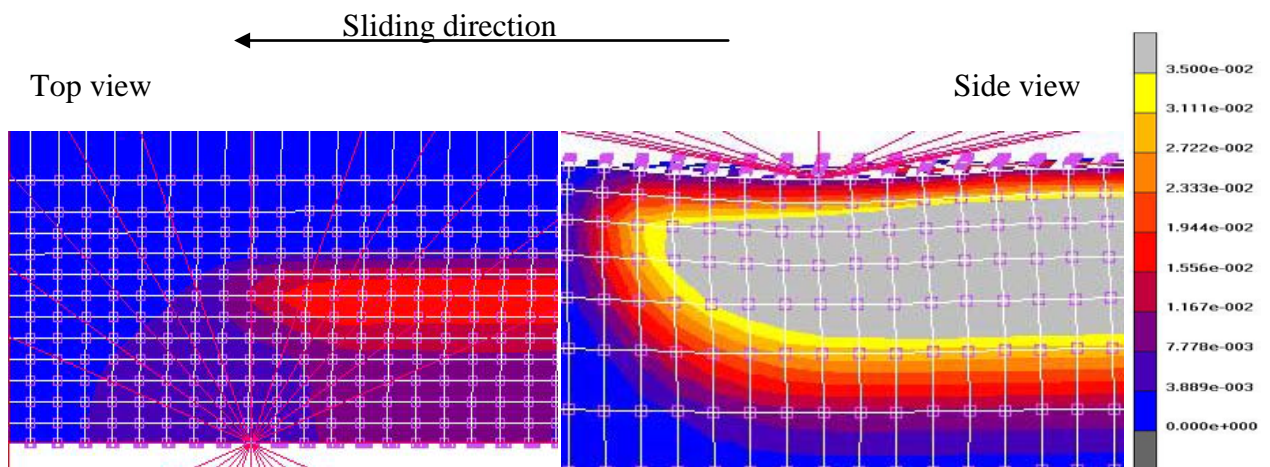 Sliding direction
Top view
Side view
3.500e-002
3.111e-002
2.722e-002
2.333e-002
1.944e-002
1.556e-002
1.167e-002
7.778e-003
3.889e-003
0.000e+000